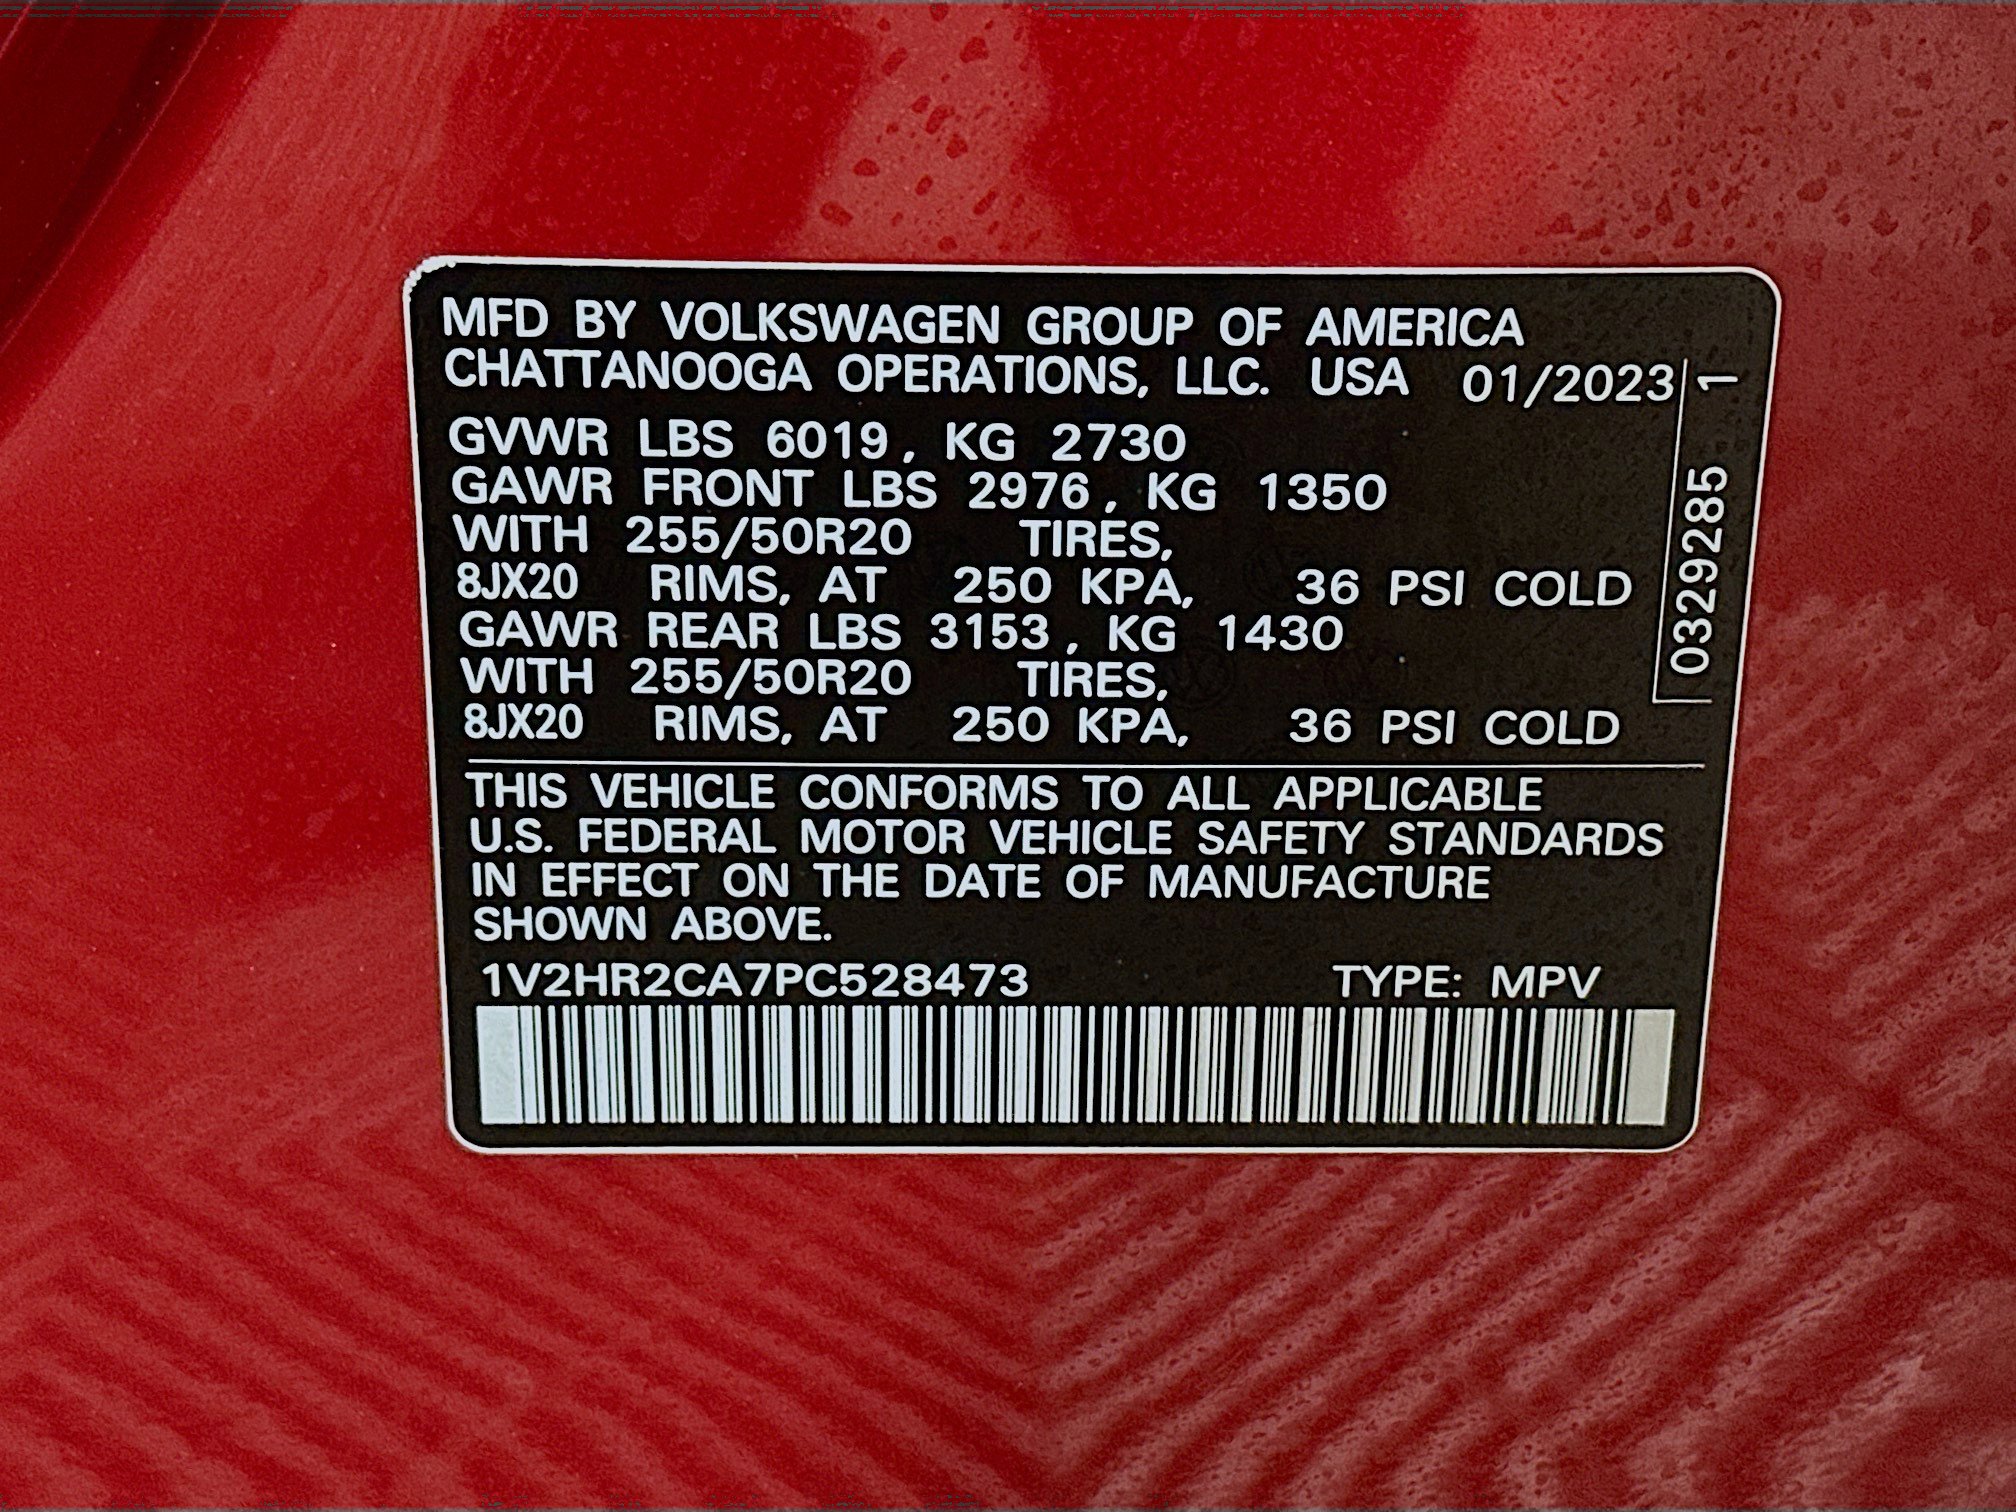 MFD BY VOLKSWAGEN GROUP OF AMERICA
CHATTANOOGA OPERATIONS, LLC. USA 01/2023
GVWR LBS 6019, KG 2730
GAWR FRONT LBS 2976, KG 1350
WITH 255/50R20 TIRES,
8JX20 RIMS, AT 250 KPA, 36 PSI COLD
GAWR REAR LBS 3153, KG 1430
WITH 255/50R20 TIRES,
8JX20 RIMS, AT 250 KPA, 36 PSI COLD
THIS VEHICLE CONFORMS TO ALL APPLICABLE
U.S. FEDERAL MOTOR VEHICLE SAFETY STANDARDS
IN EFFECT ON THE DATE OF MANUFACTURE
SHOWN ABOVE.
1V2HR2CA7PC528473 TYPE: MPV
0329285 1